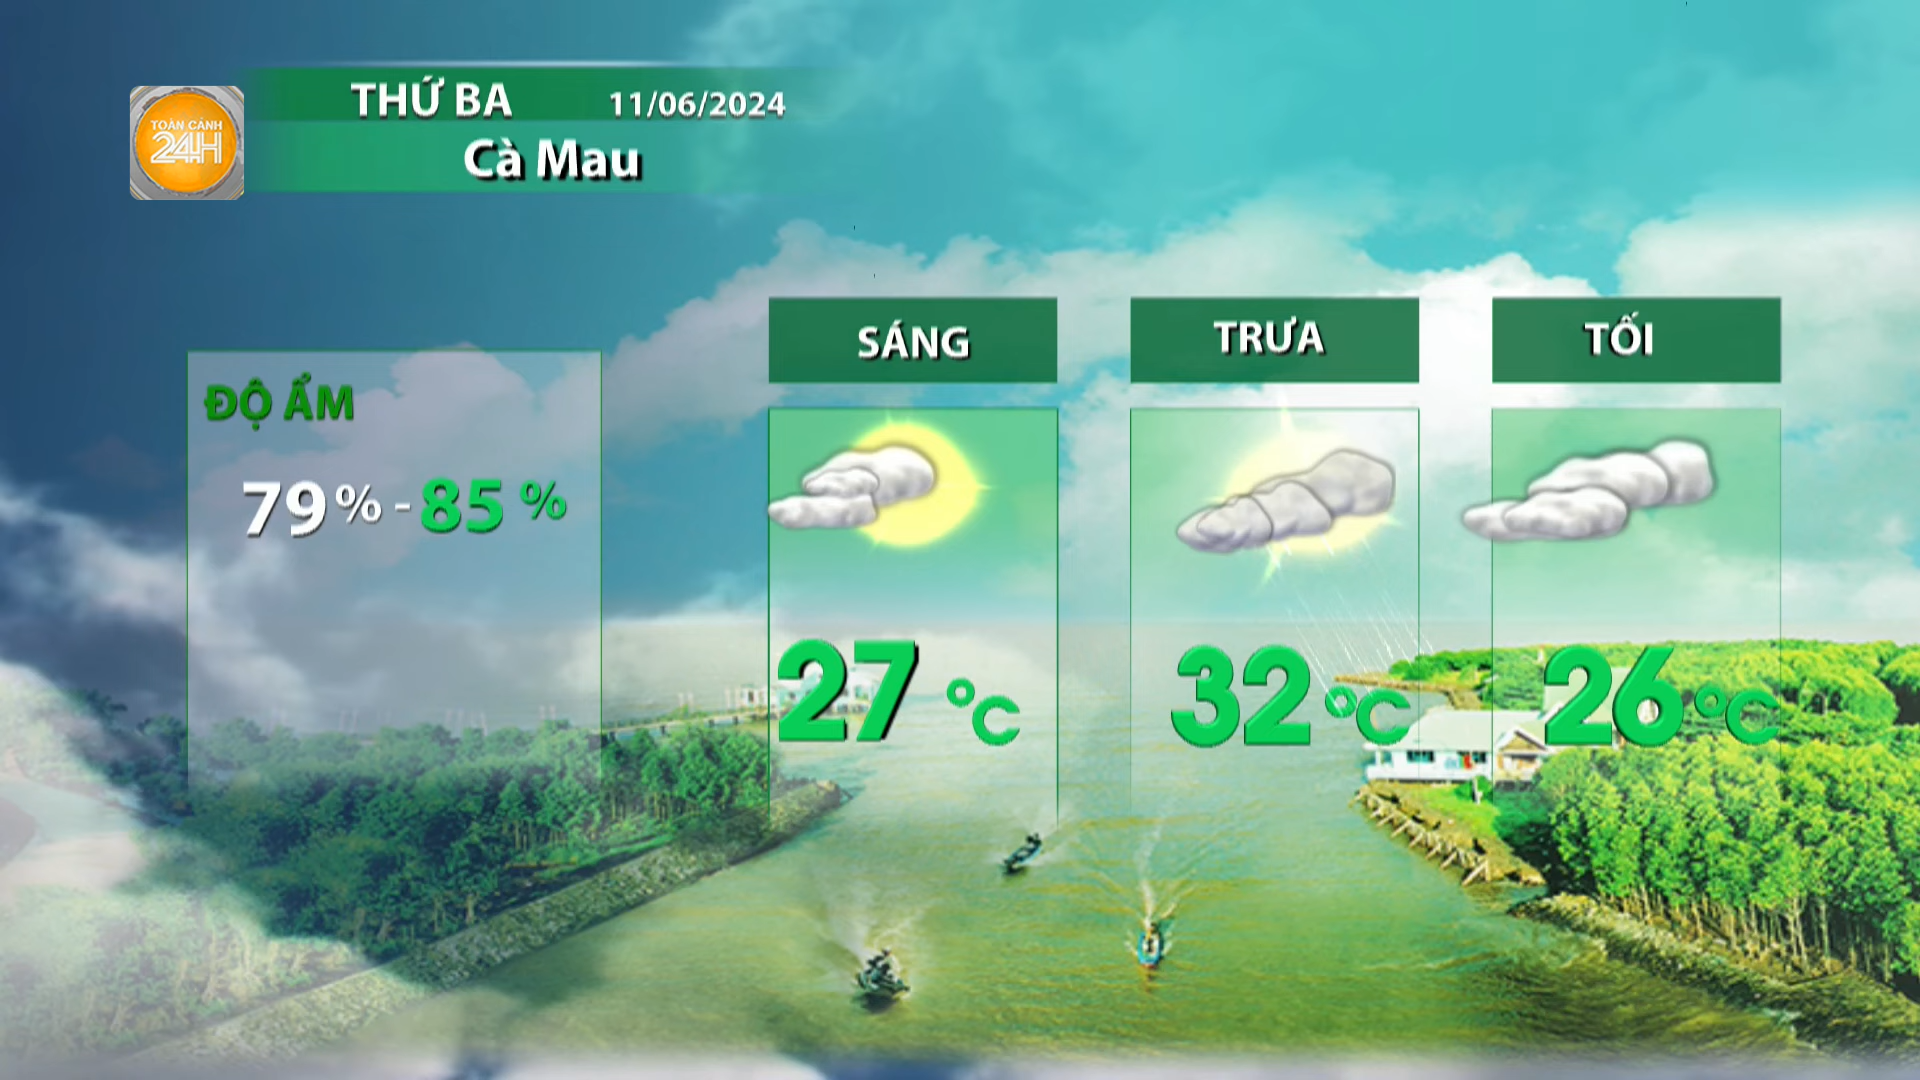 TOÀN CẢNH
24H
THỨ BA 11/06/2024
Cà Mau
ĐỘ ẨM
79% - 85%
SÁNG
TRƯA
TỐI
27°C
32°C
26°C